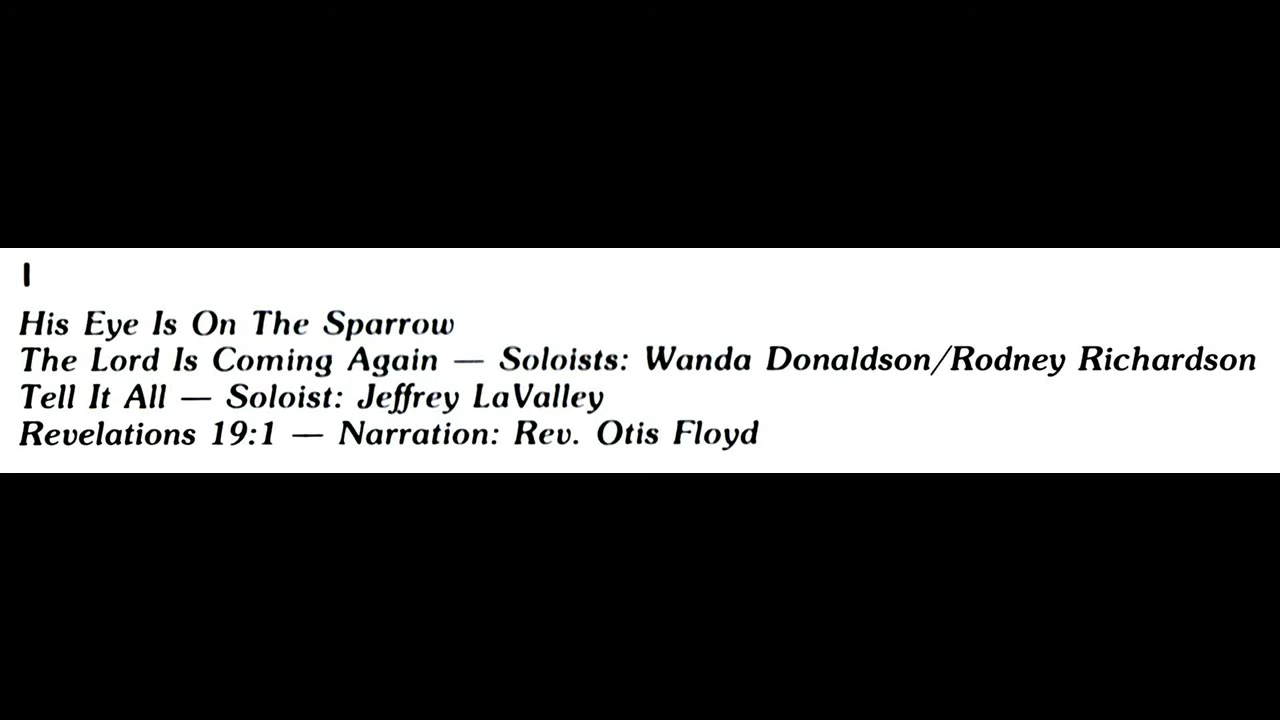 I
His Eye Is On The Sparrow
The Lord Is Coming Again — Soloists: Wanda Donaldson/Rodney Richardson
Tell It All — Soloist: Jeffrey LaValley
Revelations 19:1 — Narration: Rev. Otis Floyd